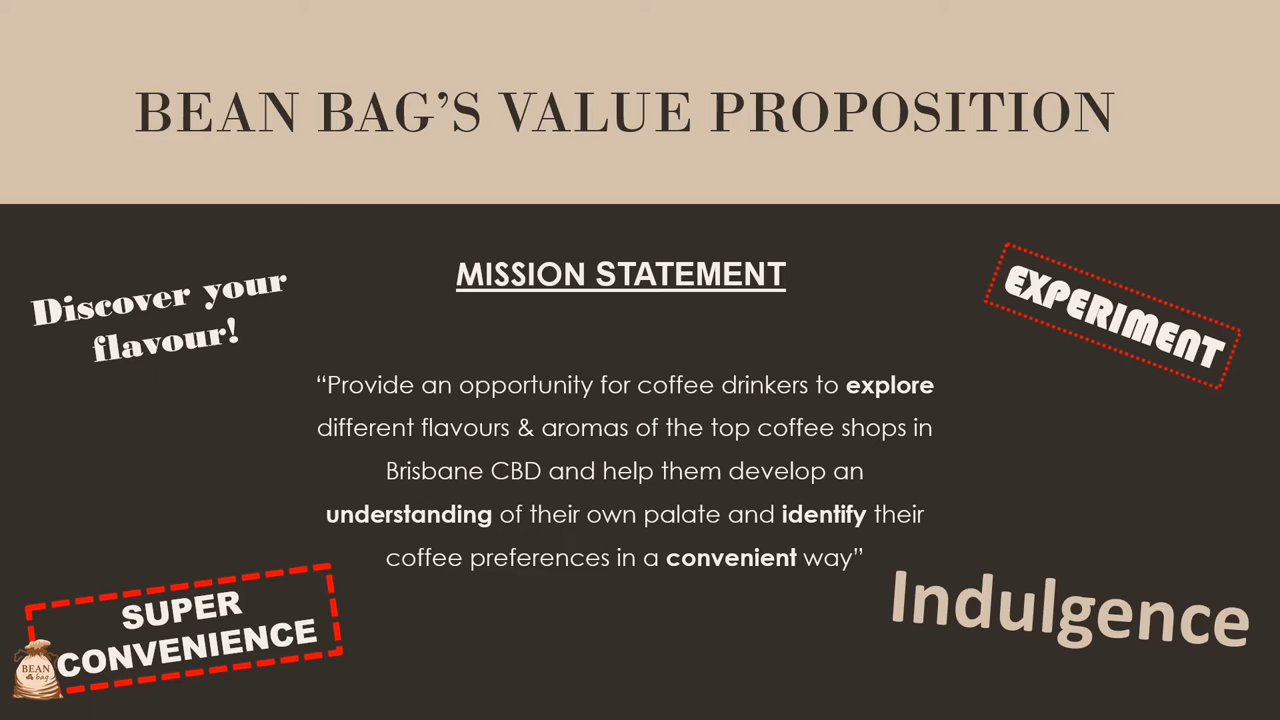 BEAN BAG’S VALUE PROPOSITION
MISSION STATEMENT
Discover your
flavour!
EXPERIMENT
“Provide an opportunity for coffee drinkers to explore
different flavours & aromas of the top coffee shops in
Brisbane CBD and help them develop an
understanding of their own palate and identify their
coffee preferences in a convenient way”
Indulgence
SUPER
CONVENIENCE
BEAN
bag